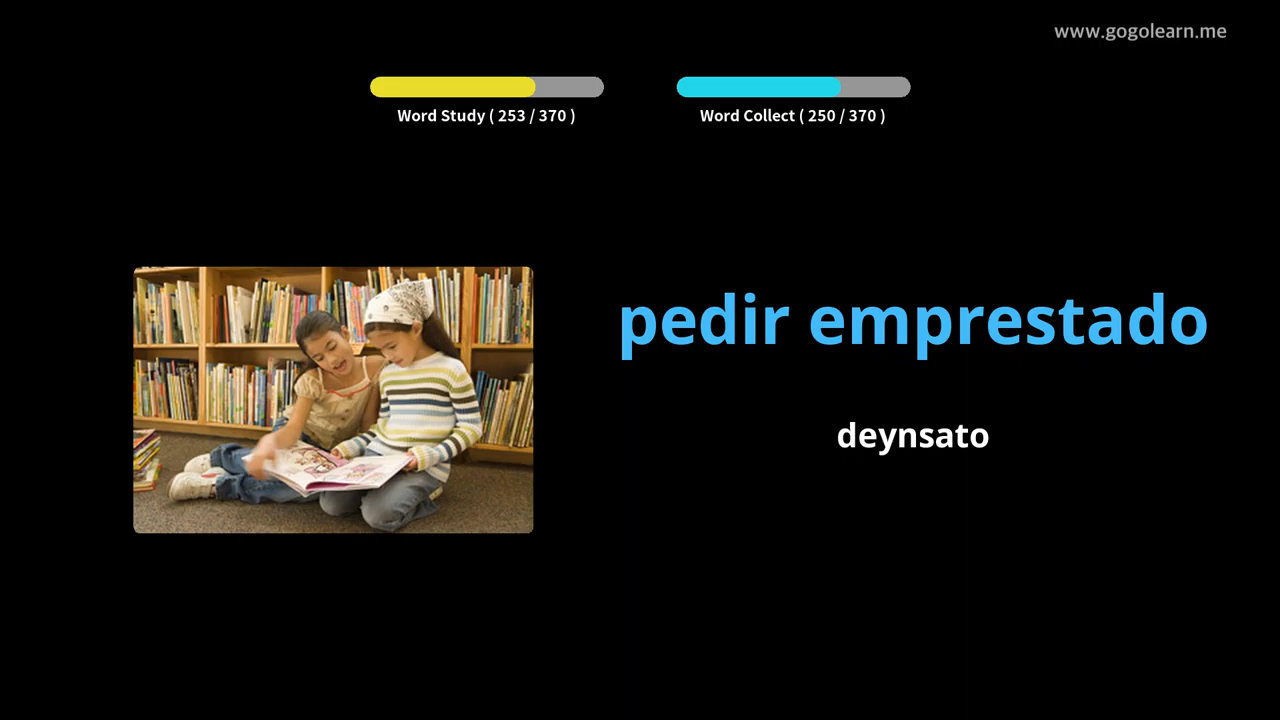 www.gogolearn.me
Word Study ( 253 / 370 )
Word Collect ( 250 / 370 )
pedir emprestado
deynsato